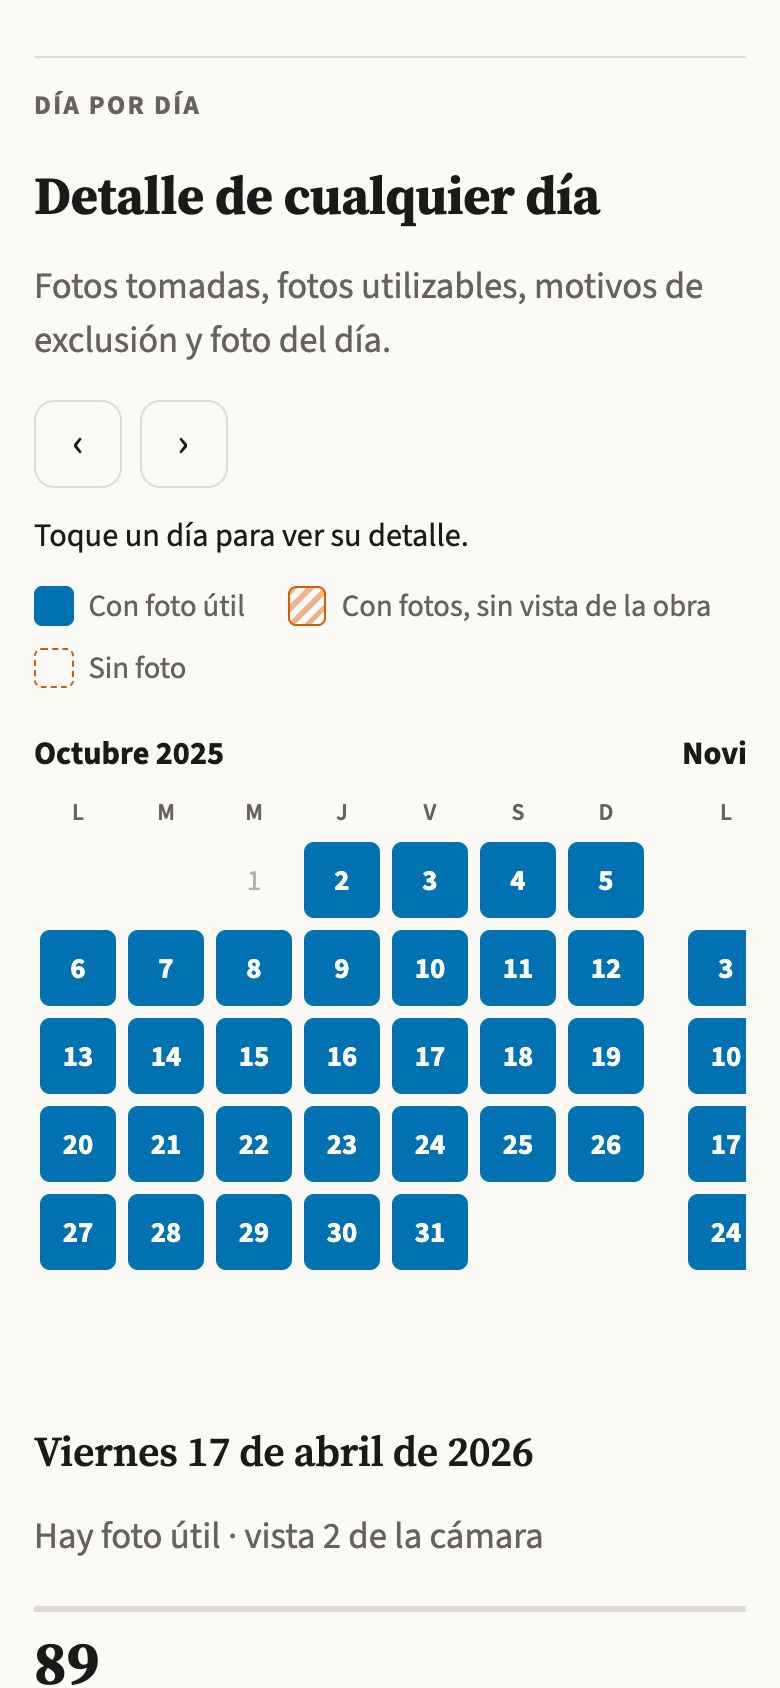 DÍA POR DÍA
Detalle de cualquier día
Fotos tomadas, fotos utilizables, motivos de
exclusión y foto del día.
‹ ›
Toque un día para ver su detalle.
Con foto útil Con fotos, sin vista de la obra
Sin foto
Octubre 2025 Novi
L M M J V S D L
1 2 3 4 5
6 7 8 9 10 11 12 3
13 14 15 16 17 18 19 10
20 21 22 23 24 25 26 17
27 28 29 30 31 24
Viernes 17 de abril de 2026
Hay foto útil · vista 2 de la cámara
89